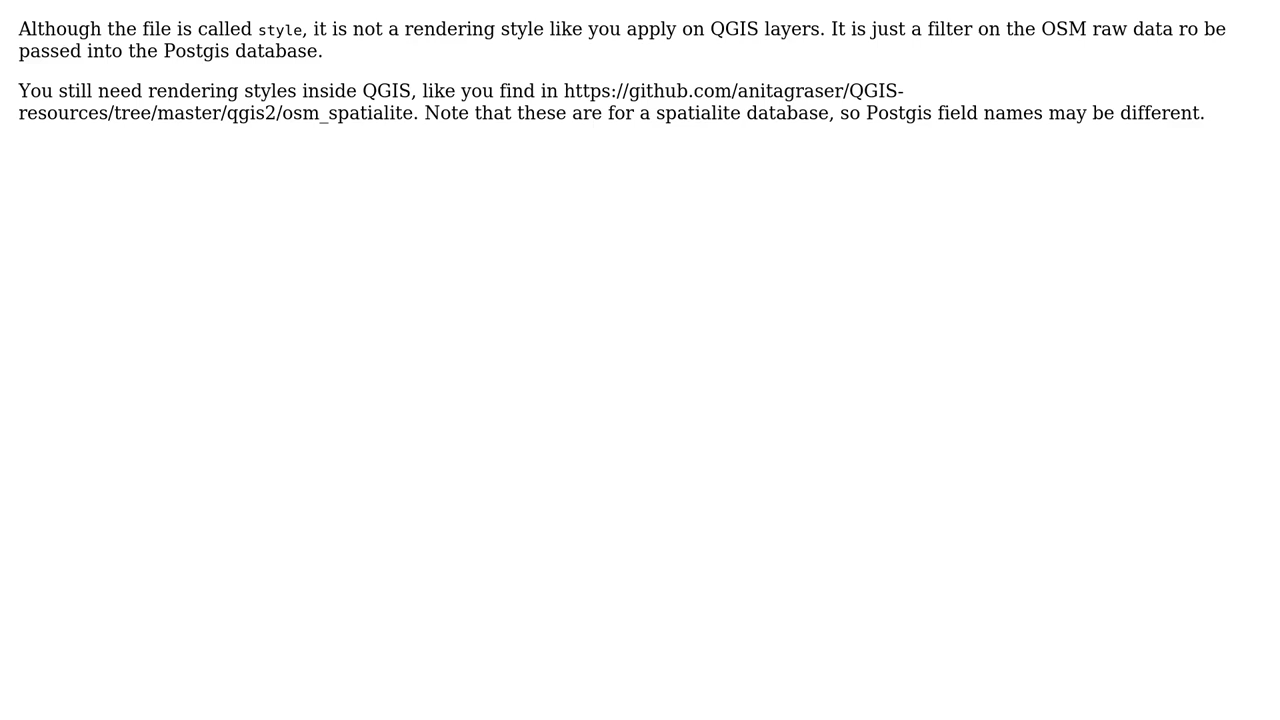 Although the file is called style, it is not a rendering style like you apply on QGIS layers. It is just a filter on the OSM raw data ro be
passed into the Postgis database.
You still need rendering styles inside QGIS, like you find in https://github.com/anitagraser/QGIS-
resources/tree/master/qgis2/osm_spatialite. Note that these are for a spatialite database, so Postgis field names may be different.